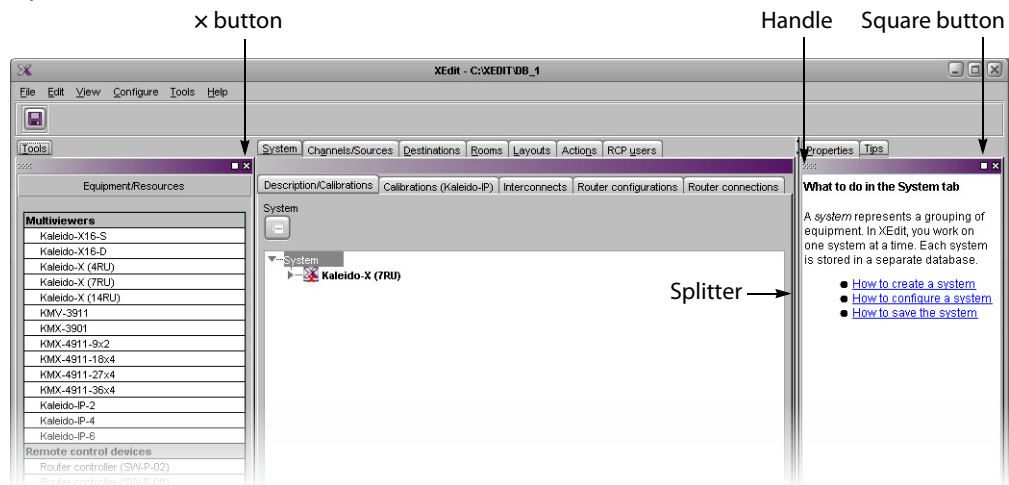 × button
Handle
Square button
XEdit - C:\XEDIT\DB_1
File Edit View Configure Tools Help
Tools
System Channels/Sources Destinations Rooms Layouts Actions RCP users
Properties Tips
Equipment/Resources
Description/Calibrations Calibrations (Kaleido-IP) Interconnects Router configurations Router connections
Multiviewers
Kaleido-X16-S
Kaleido-X16-D
Kaleido-X (4RU)
Kaleido-X (7RU)
Kaleido-X (14RU)
KMV-3911
KMX-3901
KMX-4911-9x2
KMX-4911-18x4
KMX-4911-27x4
KMX-4911-36x4
Kaleido-IP-2
Kaleido-IP-4
Kaleido-IP-6
Remote control devices
Router controller (SW-P-02)
Router controller (SW-P-08)
System
System
Kaleido-X (7RU)
Splitter
What to do in the System tab
A system represents a grouping of
equipment. In XEdit, you work on
one system at a time. Each system
is stored in a separate database.
How to create a system
How to configure a system
How to save the system